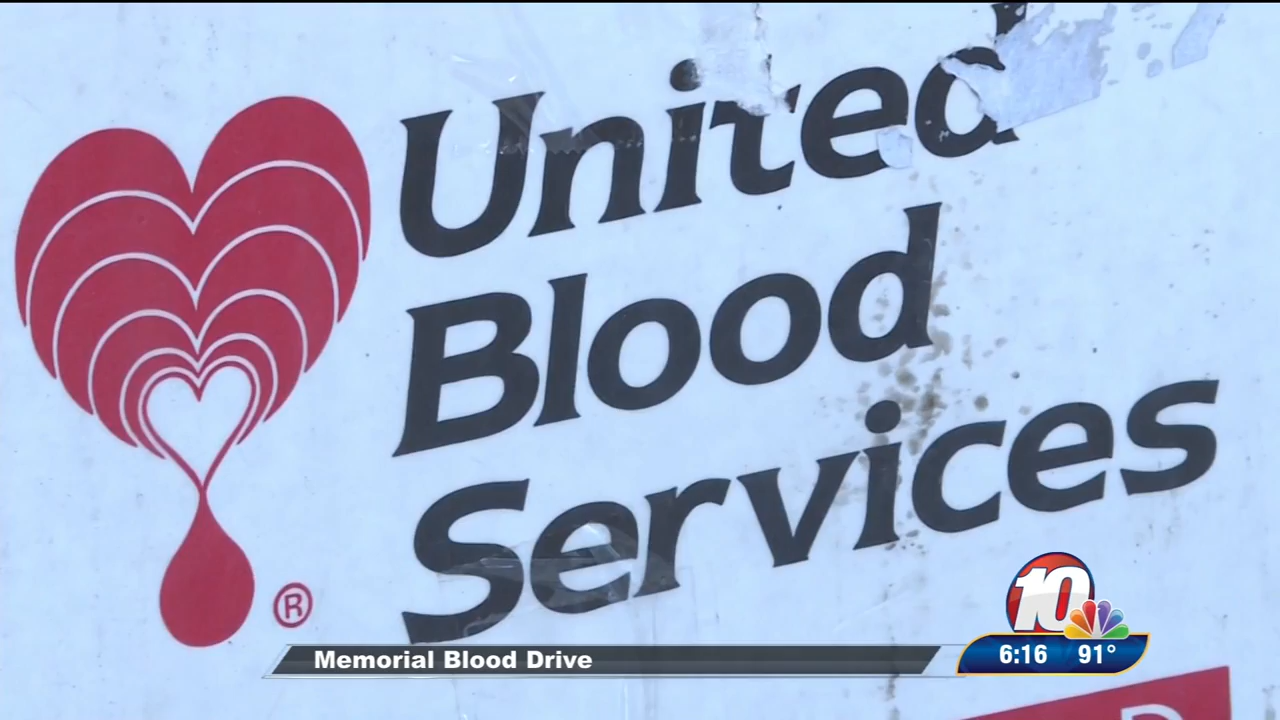 United
Blood
Services
®
Memorial Blood Drive
10
6:16 91°